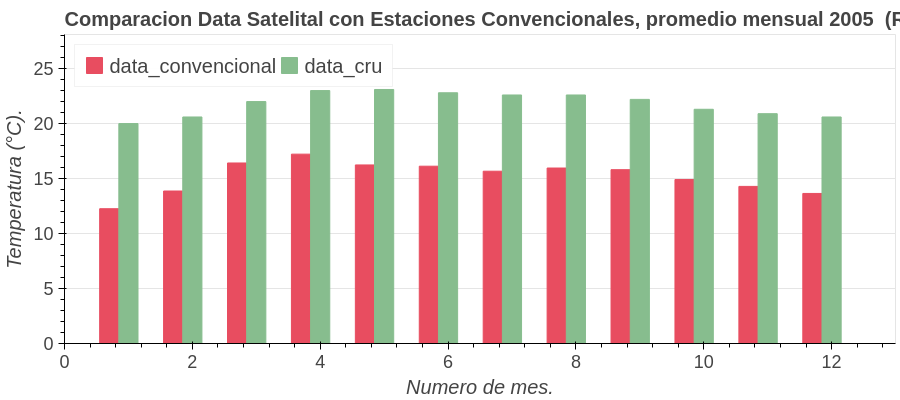 Comparacion Data Satelital con Estaciones Convencionales, promedio mensual 2005 (R
data_convencional data_cru
Temperatura (°C).
25
20
15
10
5
0
0 2 4 6 8 10 12
Numero de mes.